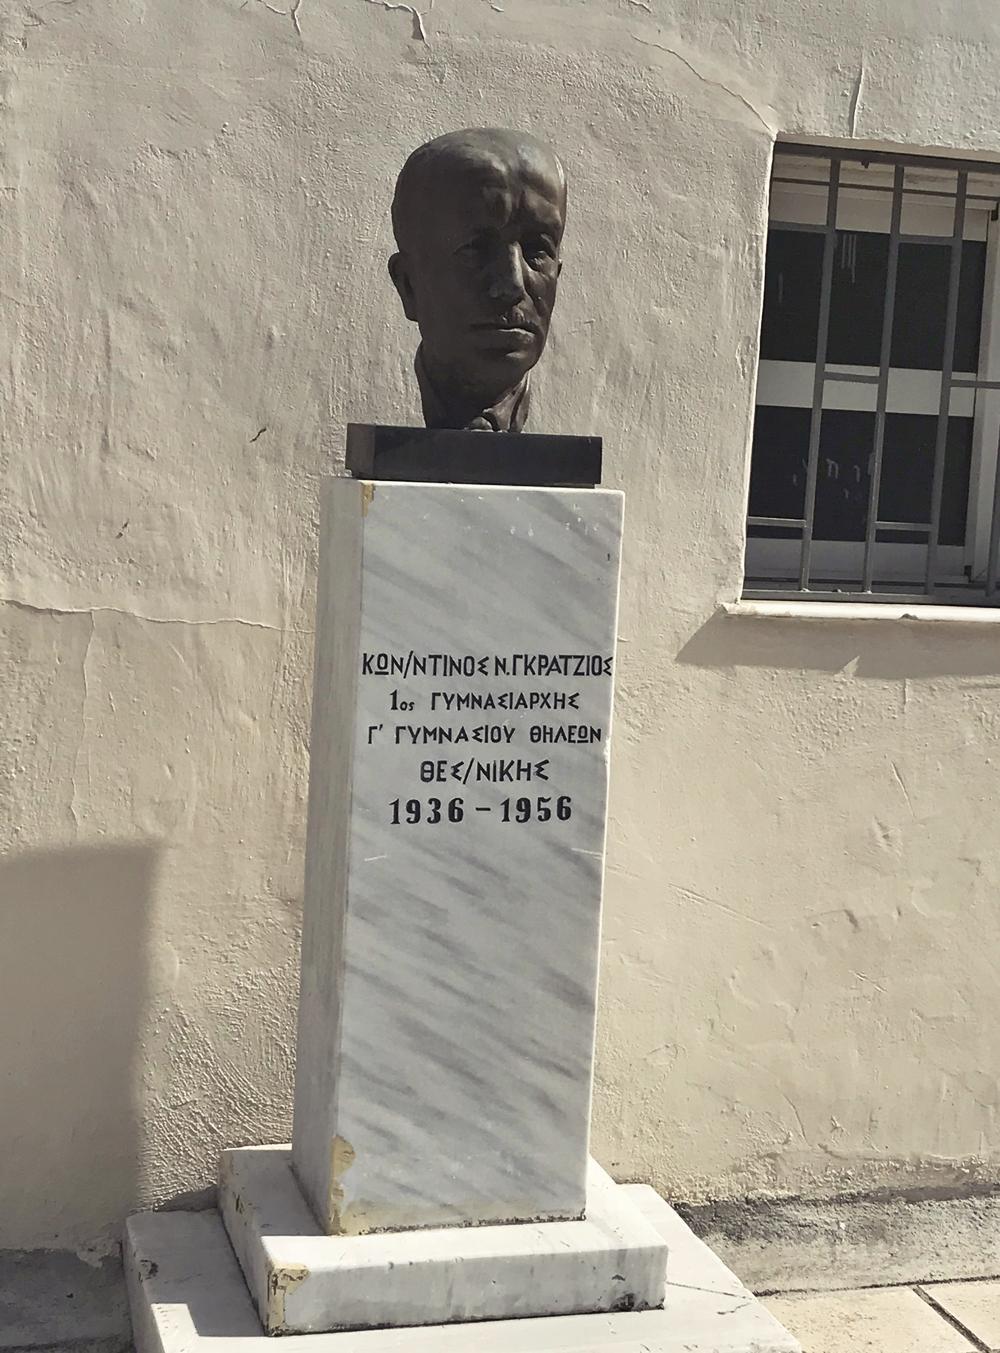 ΚΩΝ/ΝΤΙΝΟΣ Ν. ΓΚΡΑΤΖΙΟΣ
1ος ΓΥΜΝΑΣΙΑΡΧΗΣ
Γ' ΓΥΜΝΑΣΙΟΥ ΘΗΛΕΩΝ
ΘΕΣ/ΝΙΚΗΣ
1936 - 1956